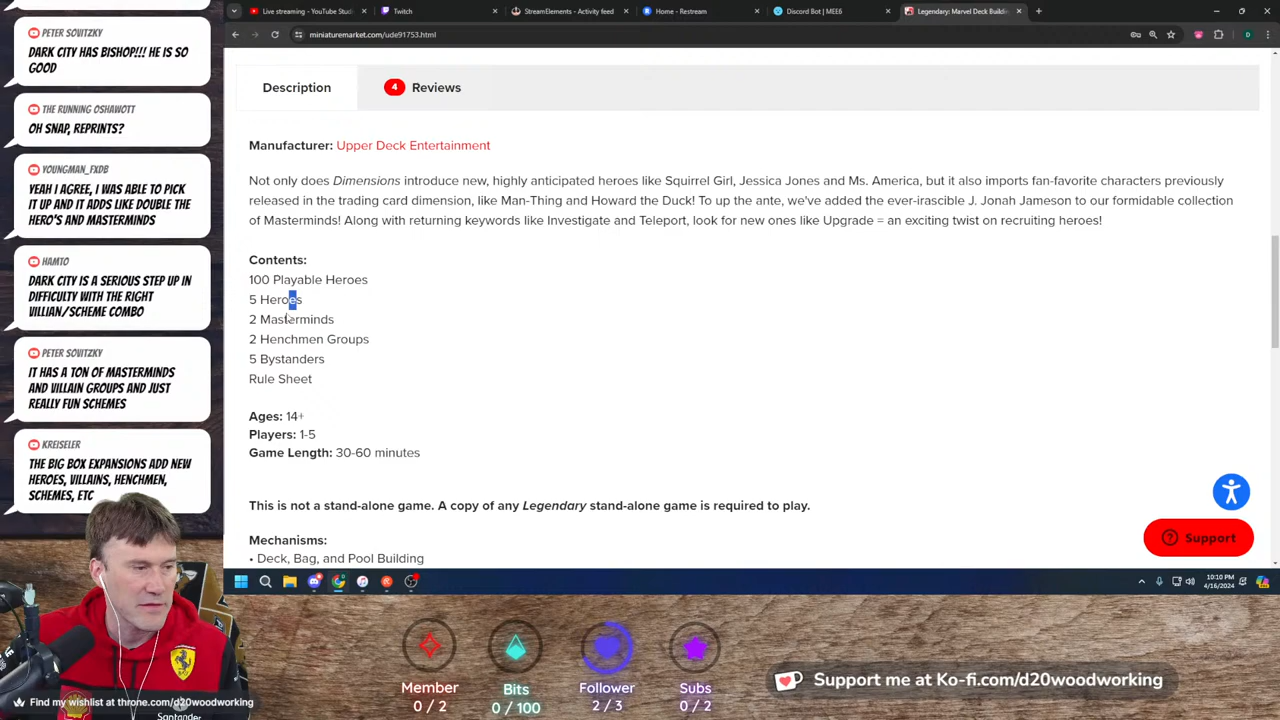 PETER SOVITZKY
DARK CITY HAS BISHOP!!! HE IS SO
GOOD
THE RUNNING OSHAWOTT
OH SNAP, REPRINTS?
YOUNGMAN_FXDB
YEAH I AGREE, I WAS ABLE TO PICK
IT UP AND IT ADDS LIKE DOUBLE THE
HERO'S AND MASTERMINDS
HAMTO
DARK CITY IS A SERIOUS STEP UP IN
DIFFICULTY WITH THE RIGHT
VILLIAN/SCHEME COMBO
PETER SOVITZKY
IT HAS A TON OF MASTERMINDS
AND VILLAIN GROUPS AND JUST
REALLY FUN SCHEMES
KREISELER
THE BIG BOX EXPANSIONS ADD NEW
HEROES, VILLAINS, HENCHMEN,
SCHEMES, ETC
Find my wishlist at throne.com/d20woodworking
Santander
Live streaming - YouTube Stud
Twitch
StreamElements - Activity feed
Home - Restream
Discord Bot | MEE6
Legendary: Marvel Deck Buildin
miniaturemarket.com/ude91753.html
Description
4 Reviews
Manufacturer: Upper Deck Entertainment
Not only does Dimensions introduce new, highly anticipated heroes like Squirrel Girl, Jessica Jones and Ms. America, but it also imports fan-favorite characters previously
released in the trading card dimension, like Man-Thing and Howard the Duck! To up the ante, we've added the ever-irascible J. Jonah Jameson to our formidable collection
of Masterminds! Along with returning keywords like Investigate and Teleport, look for new ones like Upgrade = an exciting twist on recruiting heroes!
Contents:
100 Playable Heroes
5 Heroes
2 Masterminds
2 Henchmen Groups
5 Bystanders
Rule Sheet
Ages: 14+
Players: 1-5
Game Length: 30-60 minutes
This is not a stand-alone game. A copy of any Legendary stand-alone game is required to play.
Mechanisms:
• Deck, Bag, and Pool Building
Support
10:10 PM
4/16/2024
Member
0 / 2
Bits
0 / 100
Follower
2 / 3
Subs
0 / 2
Support me at Ko-fi.com/d20woodworking